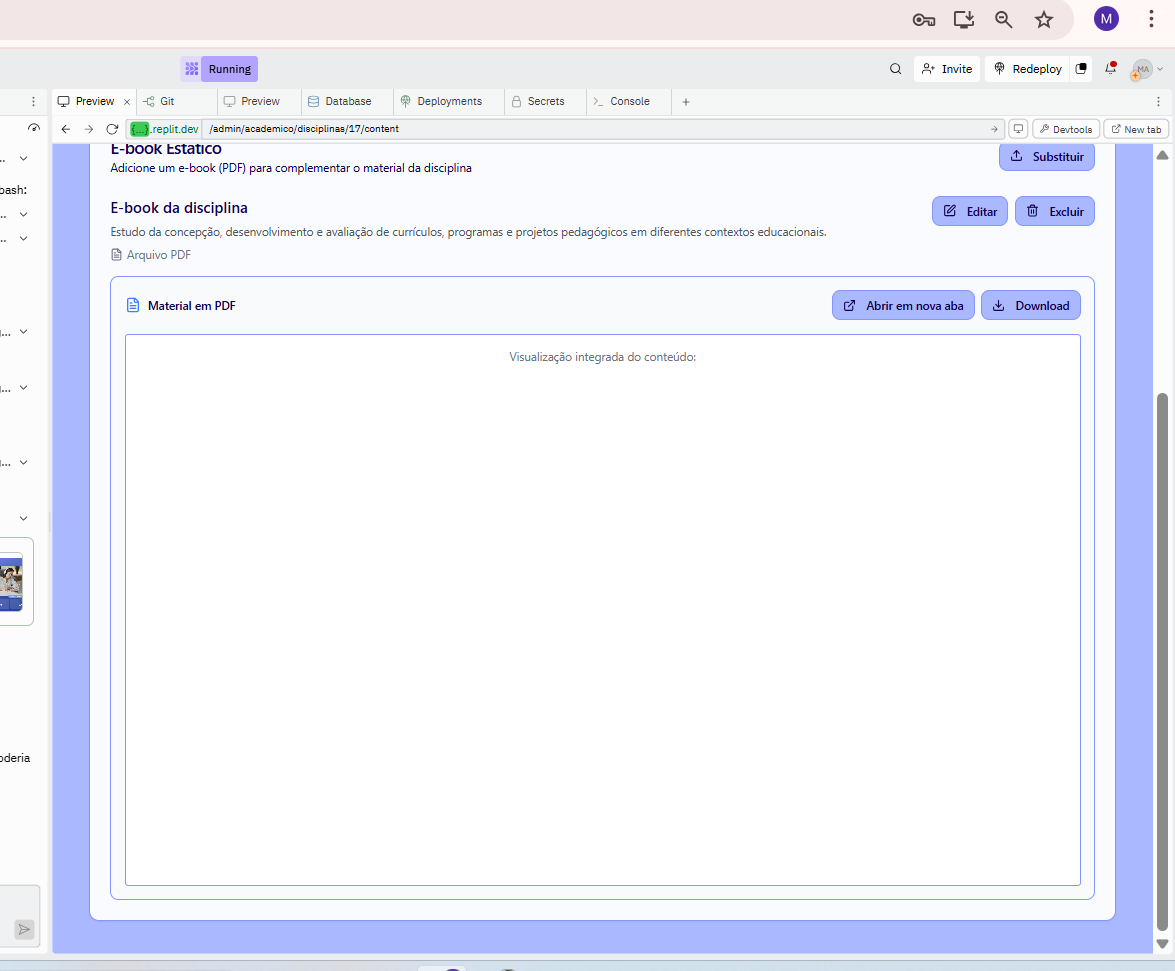 M
Running
Invite
Redeploy
MA
Preview
Git
Preview
Database
Deployments
Secrets
Console
{...}.replit.dev
/admin/academico/disciplinas/17/content
Devtools
New tab
bash:
E-book Estático
Substituir
Adicione um e-book (PDF) para complementar o material da disciplina
E-book da disciplina
Editar
Excluir
Estudo da concepção, desenvolvimento e avaliação de currículos, programas e projetos pedagógicos em diferentes contextos educacionais.
Arquivo PDF
Material em PDF
Abrir em nova aba
Download
Visualização integrada do conteúdo:
oderia